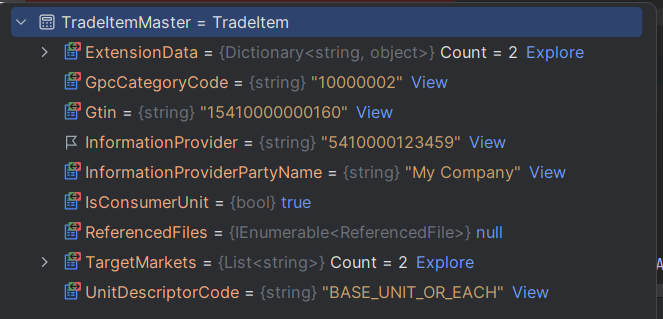 TradeItemMaster = TradeItem
ExtensionData = {Dictionary<string, object>} Count = 2 Explore
GpcCategoryCode = {string} "10000002" View
Gtin = {string} "15410000000160" View
InformationProvider = {string} "5410000123459" View
InformationProviderPartyName = {string} "My Company" View
IsConsumerUnit = {bool} true
ReferencedFiles = {IEnumerable<ReferencedFile>} null
TargetMarkets = {List<string>} Count = 2 Explore
UnitDescriptorCode = {string} "BASE_UNIT_OR_EACH" View